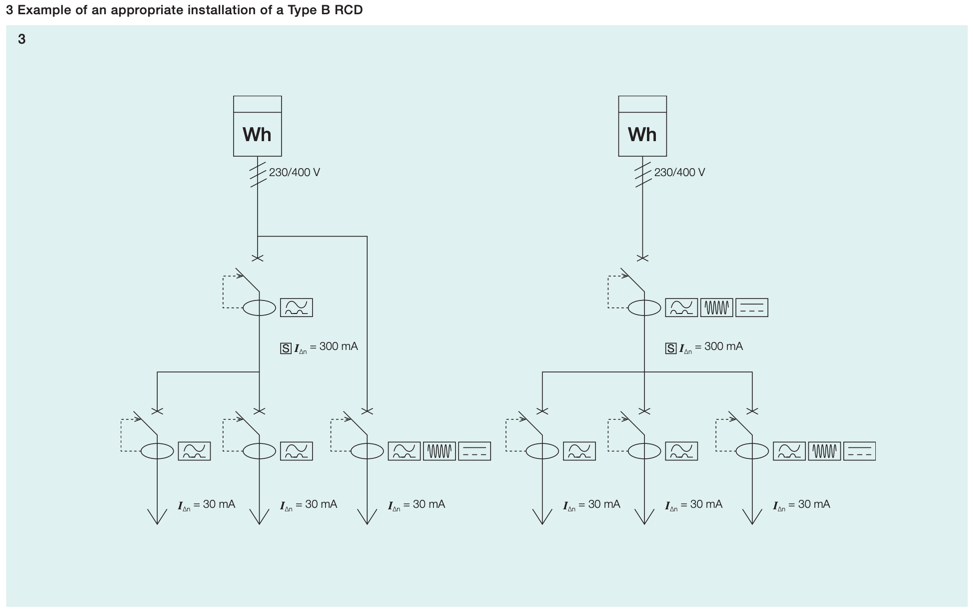 3 Example of an appropriate installation of a Type B RCD
3
Wh
Wh
230/400 V
230/400 V
S IΔn = 300 mA
S IΔn = 300 mA
IΔn = 30 mA
IΔn = 30 mA
IΔn = 30 mA
IΔn = 30 mA
IΔn = 30 mA
IΔn = 30 mA